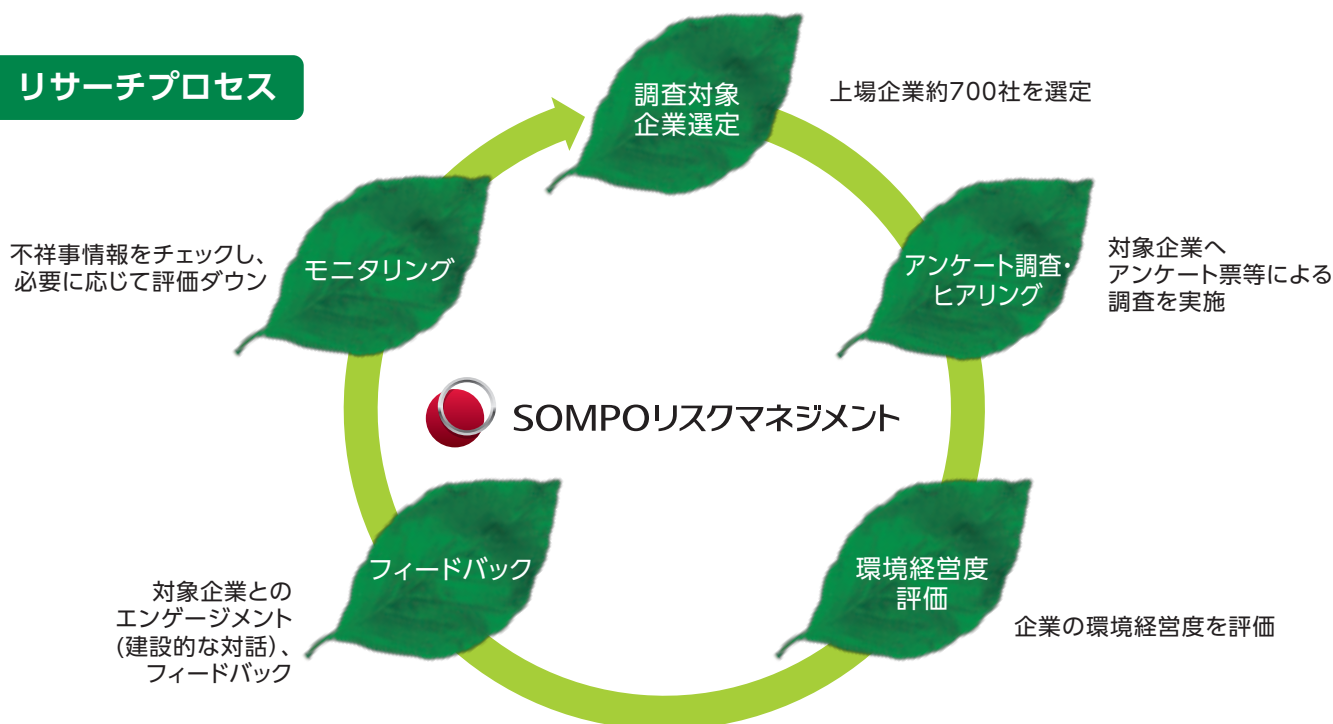 リサーチプロセス
調査対象
企業選定
上場企業約700社を選定
アンケート調査・
ヒアリング
対象企業へ
アンケート票等による
調査を実施
環境経営度
評価
企業の環境経営度を評価
フィードバック
対象企業との
エンゲージメント
(建設的な対話)、
フィードバック
モニタリング
不祥事情報をチェックし、
必要に応じて評価ダウン
SOMPOリスクマネジメント